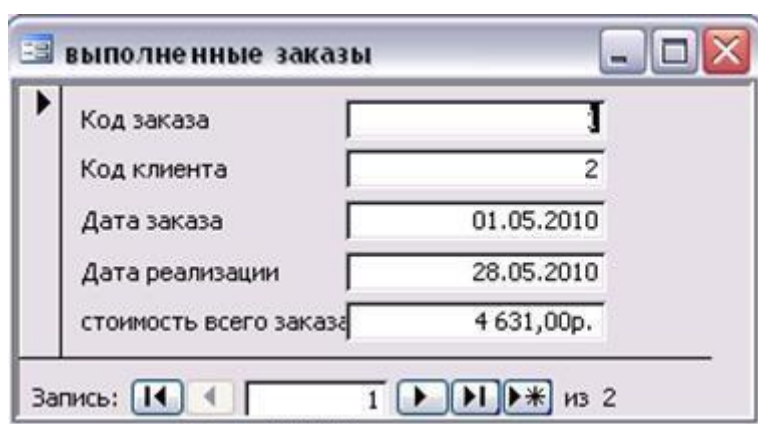 выполненные заказы
Код заказа 1
Код клиента 2
Дата заказа 01.05.2010
Дата реализации 28.05.2010
стоимость всего заказа 4 631,00р.
Запись: 1 из 2